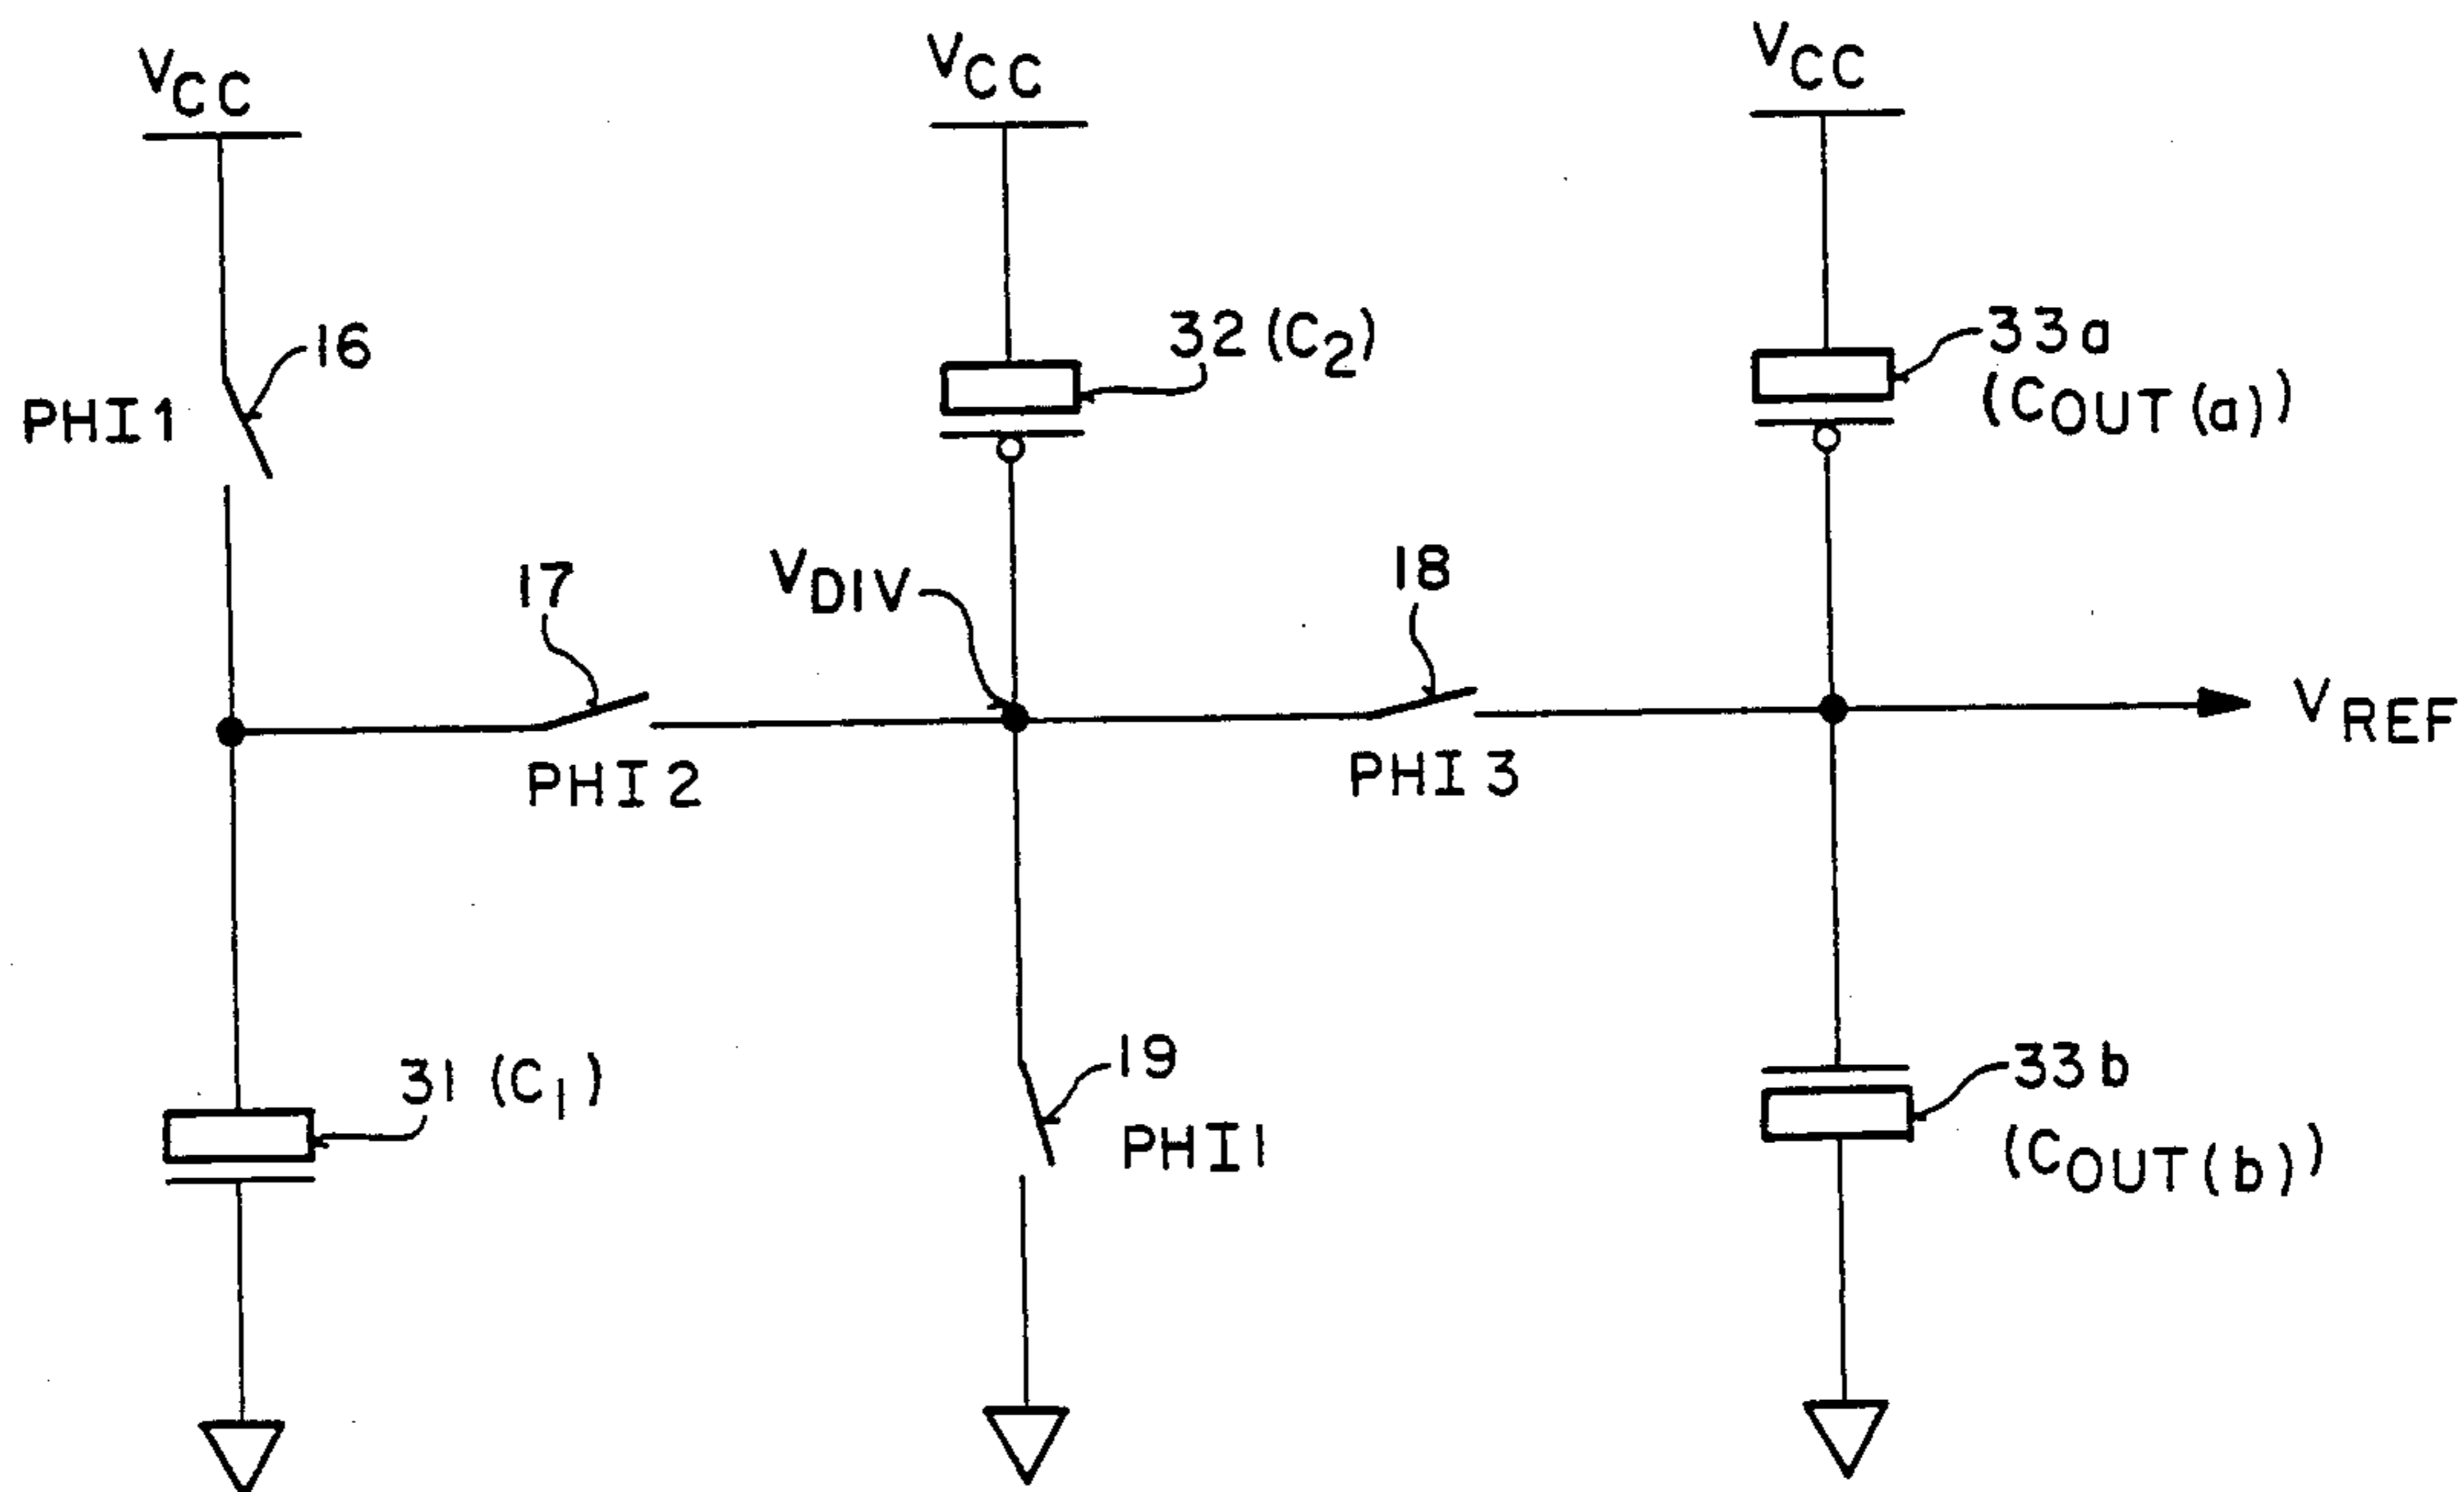 VCC
VCC
VCC
16
PHI1
32 (C2)
33a
(COUT(a))
17
VDIV
18
PHI2
PHI3
VREF
31 (C1)
19
PHI1
33b
(COUT(b))